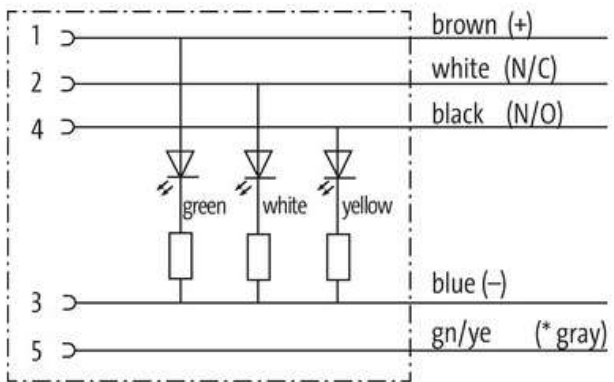 1 brown (+)
2 white (N/C)
4 black (N/O)
green white yellow
3 blue (–)
5 gn/ye (* gray)